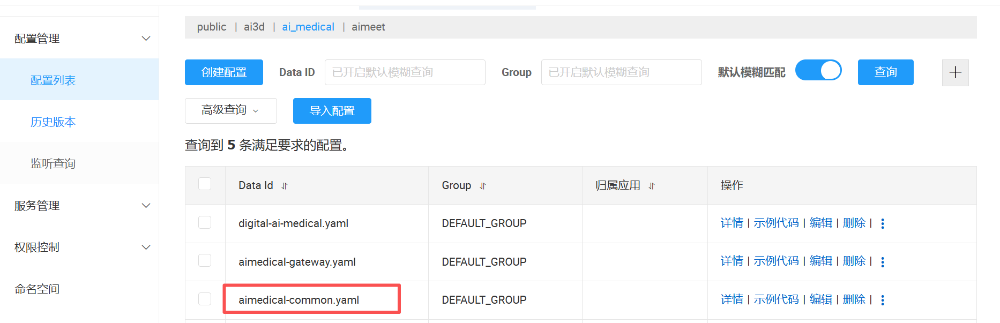 public | ai3d | ai_medical | aimeet
配置管理
配置列表
历史版本
监听查询
服务管理
权限控制
命名空间
创建配置 Data ID 已开启默认模糊查询 Group 已开启默认模糊查询 默认模糊匹配 查询 +
高级查询 导入配置
查询到 5 条满足要求的配置。
Data Id Group 归属应用 操作
digital-ai-medical.yaml DEFAULT_GROUP 详情 | 示例代码 | 编辑 | 删除 |
aimedical-gateway.yaml DEFAULT_GROUP 详情 | 示例代码 | 编辑 | 删除 |
aimedical-common.yaml DEFAULT_GROUP 详情 | 示例代码 | 编辑 | 删除 |